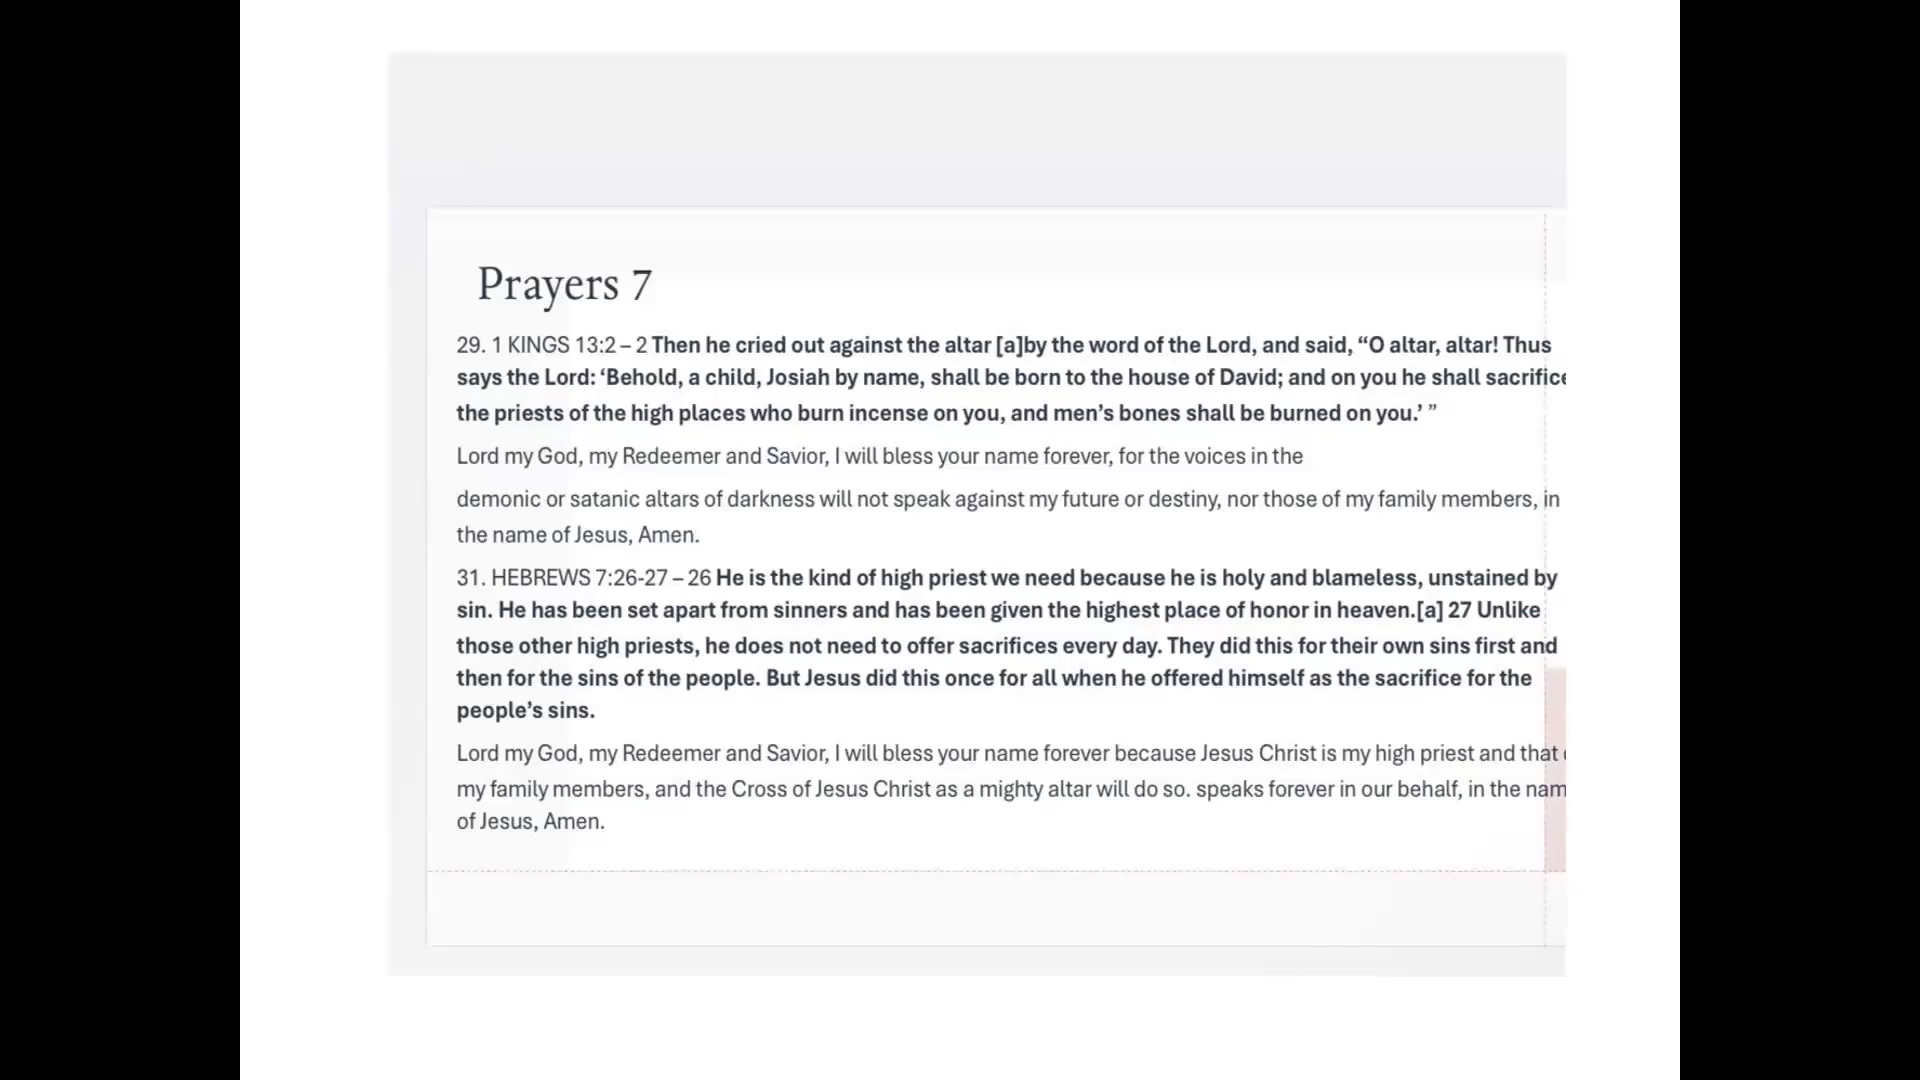 Prayers 7
29. 1 KINGS 13:2 – 2 Then he cried out against the altar [a]by the word of the Lord, and said, “O altar, altar! Thus
says the Lord: ‘Behold, a child, Josiah by name, shall be born to the house of David; and on you he shall sacrifice
the priests of the high places who burn incense on you, and men’s bones shall be burned on you.’ ”
Lord my God, my Redeemer and Savior, I will bless your name forever, for the voices in the
demonic or satanic altars of darkness will not speak against my future or destiny, nor those of my family members, in
the name of Jesus, Amen.
31. HEBREWS 7:26-27 – 26 He is the kind of high priest we need because he is holy and blameless, unstained by
sin. He has been set apart from sinners and has been given the highest place of honor in heaven.[a] 27 Unlike
those other high priests, he does not need to offer sacrifices every day. They did this for their own sins first and
then for the sins of the people. But Jesus did this once for all when he offered himself as the sacrifice for the
people’s sins.
Lord my God, my Redeemer and Savior, I will bless your name forever because Jesus Christ is my high priest and that
my family members, and the Cross of Jesus Christ as a mighty altar will do so. speaks forever in our behalf, in the nam
of Jesus, Amen.